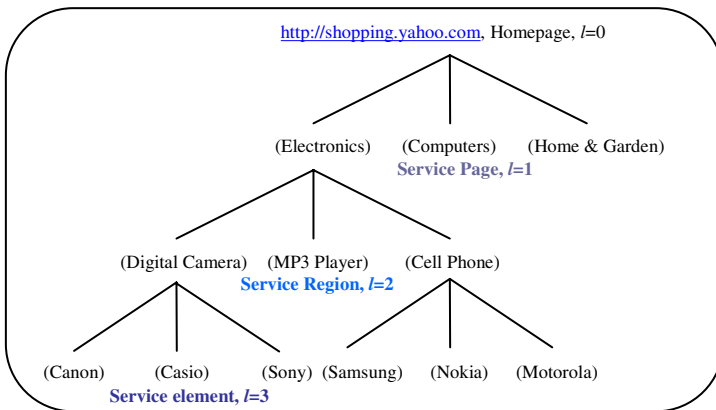 http://shopping.yahoo.com, Homepage, l=0
(Electronics) (Computers) (Home & Garden)
Service Page, l=1
(Digital Camera) (MP3 Player) (Cell Phone)
Service Region, l=2
(Canon) (Casio) (Sony) (Samsung) (Nokia) (Motorola)
Service element, l=3